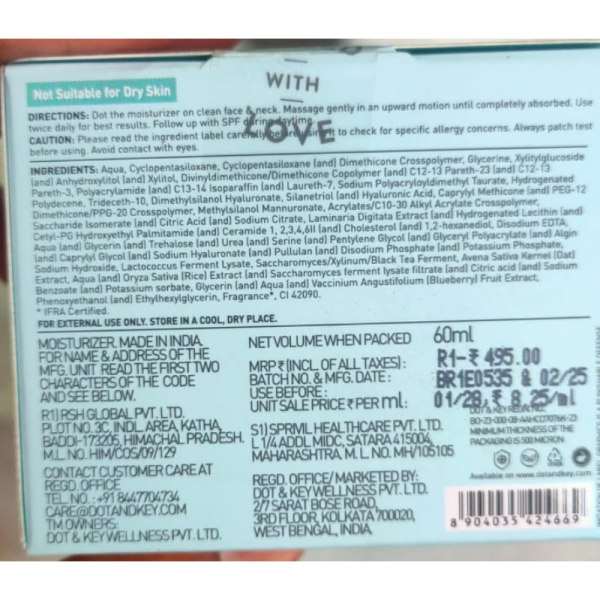 Not Suitable for Dry Skin
WITH
LOVE
DIRECTIONS: Dot the moisturizer on clean face & neck. Massage gently in an upward motion until completely absorbed. Use
twice daily for best results. Follow up with SPF during daytime.
CAUTION: Please read the ingredient label carefully before using it to check for specific allergy concerns. Always patch test
before using. Avoid contact with eyes.
INGREDIENTS: Aqua, Cyclopentasiloxane, Cyclopentasiloxane (and) Dimethicone Crosspolymer, Glycerine, Xylitylglucoside
(and) Anhydroxylitol (and) Xylitol, Divinyldimethicone/Dimethicone Copolymer (and) C12-13 Pareth-23 (and) C12-13
Pareth-3, Polyacrylamide (and) C13-14 Isoparaffin (and) Laureth-7, Sodium Polyacryloyldimethyl Taurate, Hydrogenated
Polydecene, Trideceth-10, Dimethylsilanol Hyaluronate, Silanetriol (and) Hyaluronic Acid, Caprylyl Methicone (and) PEG-12
Dimethicone/PPG-20 Crosspolymer, Methylsilanol Mannuronate, Acrylates/C10-30 Alkyl Acrylate Crosspolymer,
Saccharide Isomerate (and) Citric Acid (and) Sodium Citrate, Laminaria Digitata Extract (and) Hydrogenated Lecithin (and)
Cetyl-PG Hydroxyethyl Palmitamide (and) Ceramide 1, 2,3,4,6II (and) Cholesterol (and) 1,2-hexanediol, Disodium EDTA,
Aqua (and) Glycerin (and) Trehalose (and) Urea (and) Serine (and) Pentylene Glycol (and) Glyceryl Polyacrylate (and) Algin
(and) Caprylyl Glycol (and) Sodium Hyaluronate (and) Pullulan (and) Disodium Phosphate (and) Potassium Phosphate,
Sodium Hydroxide, Lactococcus Ferment Lysate, Saccharomyces/Xylinum/Black Tea Ferment, Avena Sativa Kernel (Oat)
Extract, Aqua (and) Oryza Sativa (Rice) Extract (and) Saccharomyces ferment lysate filtrate (and) Citric acid (and) Sodium
Benzoate (and) Potassium sorbate, Glycerin (and) Aqua (and) Vaccinium Angustifolium (Blueberry) Fruit Extract,
Phenoxyethanol (and) Ethylhexylglycerin, Fragrance*, CI 42090.
* IFRA Certified.
FOR EXTERNAL USE ONLY. STORE IN A COOL, DRY PLACE.
MOISTURIZER. MADE IN INDIA.
FOR NAME & ADDRESS OF THE
MFG. UNIT READ THE FIRST TWO
CHARACTERS OF THE CODE
AND SEE BELOW.
R1) RSH GLOBAL PVT. LTD.
PLOT NO. 3C, INDL AREA, KATHA,
BADDI-173205, HIMACHAL PRADESH.
M.L. NO. HIM/COS/09/129
CONTACT CUSTOMER CARE AT
REGD. OFFICE
TEL. NO. : +91 8447704734
CARE@DOTANDKEY.COM
TM OWNERS:
DOT & KEY WELLNESS PVT. LTD.
NET VOLUME WHEN PACKED 60ml
MRP ₹ (INCL. OF ALL TAXES) : R1-₹ 495.00
BATCH NO. & MFG. DATE : BR1E0535 & 02/25
USE BEFORE : 01/28, ₹ 8.25/ml
UNIT SALE PRICE ₹ PER ml :
S1) SPRML HEALTHCARE PVT. LTD.
L 1/4 ADDL MIDC, SATARA 415004,
MAHARASHTRA. M. L. NO. MH/105105
REGD. OFFICE/ MARKETED BY:
DOT & KEY WELLNESS PVT. LTD.
2/7 SARAT BOSE ROAD,
3RD FLOOR, KOLKATA 700020,
WEST BENGAL, INDIA.
MINIMUM THICKNESS OF THE
PACKAGING IS 500 MICRON.
Available on www.dotandkey.com
8 904035 424669